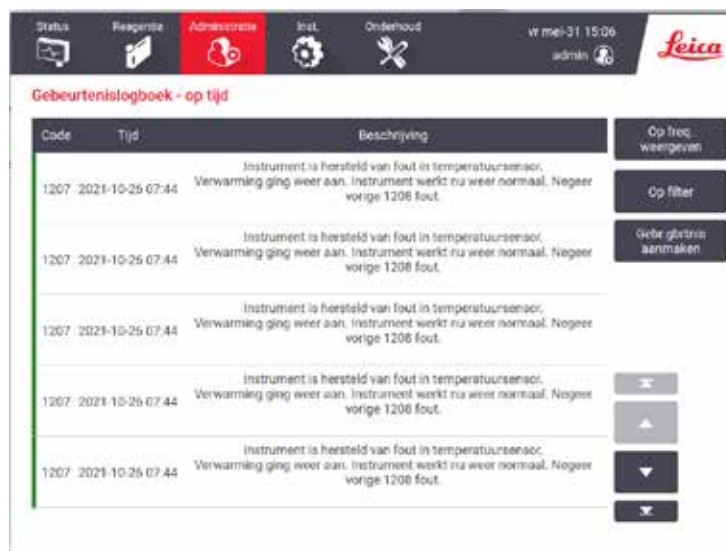 Status Reagentia Administratie Inst. Onderhoud vr mei-31 15:06
admin
Leica
Gebeurtenislogboek - op tijd
Code Tijd Beschrijving
Op freq.
weergeven
Op filter
Gebr gbrtnis
aanmaken
Instrument is hersteld van fout in temperatuursensor.
1207 2021-10-26 07:44 Verwarming ging weer aan. Instrument werkt nu weer normaal. Negeer
vorige 1208 fout.
Instrument is hersteld van fout in temperatuursensor.
1207 2021-10-26 07:44 Verwarming ging weer aan. Instrument werkt nu weer normaal. Negeer
vorige 1208 fout.
Instrument is hersteld van fout in temperatuursensor.
1207 2021-10-26 07:44 Verwarming ging weer aan. Instrument werkt nu weer normaal. Negeer
vorige 1208 fout.
Instrument is hersteld van fout in temperatuursensor.
1207 2021-10-26 07:44 Verwarming ging weer aan. Instrument werkt nu weer normaal. Negeer
vorige 1208 fout.
Instrument is hersteld van fout in temperatuursensor.
1207 2021-10-26 07:44 Verwarming ging weer aan. Instrument werkt nu weer normaal. Negeer
vorige 1208 fout.